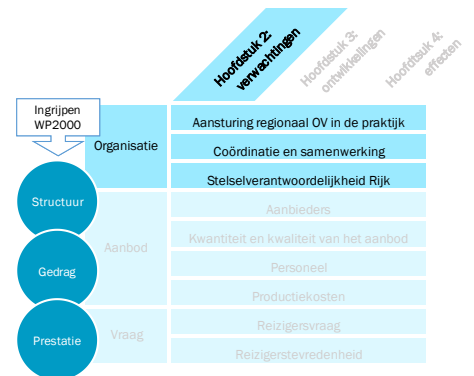 Hoofdstuk 2:
verwachtingen
Hoofdstuk 3:
ontwikkelingen
Hoofdtsuk 4:
effecten
Ingrijpen
WP2000
Organisatie
Aansturing regionaal OV in de praktijk
Coördinatie en samenwerking
Stelselverantwoordelijkheid Rijk
Structuur
Aanbod
Aanbieders
Kwantiteit en kwaliteit van het aanbod
Gedrag
Personeel
Productiekosten
Prestatie
Vraag
Reizigersvraag
Reizigerstevredenheid